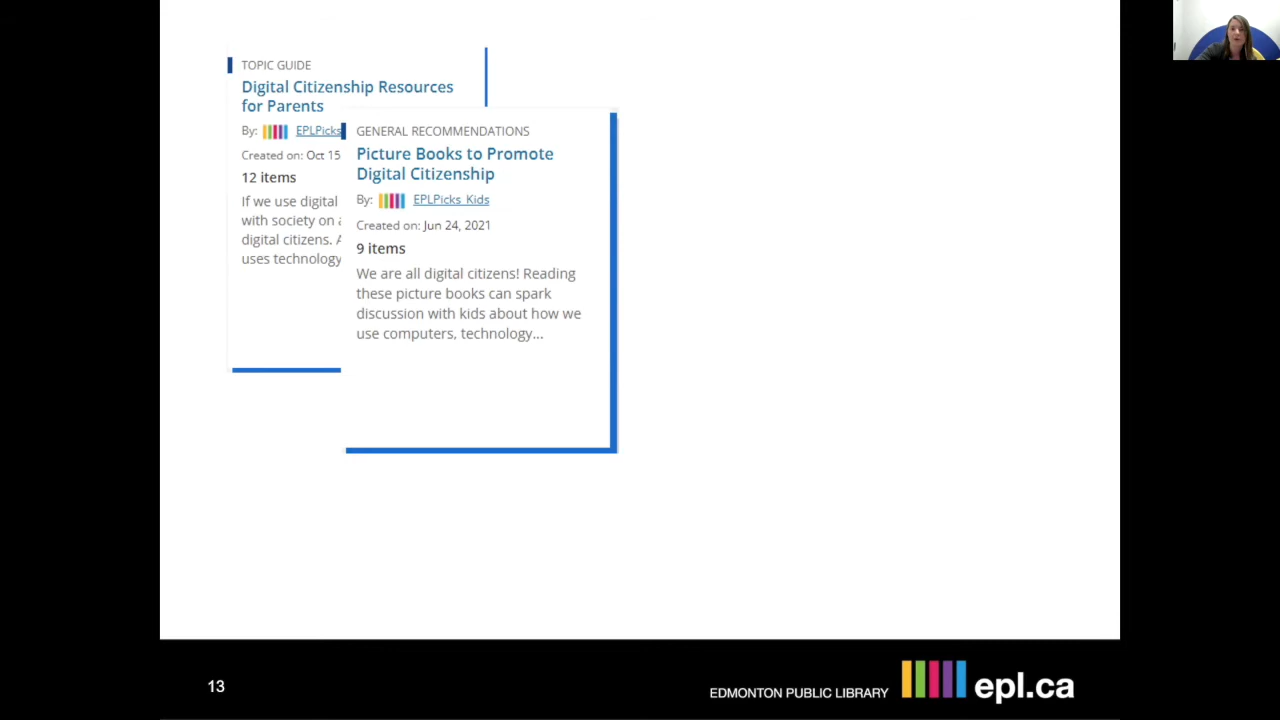 TOPIC GUIDE
Digital Citizenship Resources
for Parents
By: EPLPicks
Created on: Oct 15
12 items
If we use digital
with society on a
digital citizens. A
uses technology
GENERAL RECOMMENDATIONS
Picture Books to Promote
Digital Citizenship
By: EPLPicks_Kids
Created on: Jun 24, 2021
9 items
We are all digital citizens! Reading
these picture books can spark
discussion with kids about how we
use computers, technology...
13
EDMONTON PUBLIC LIBRARY
epl.ca